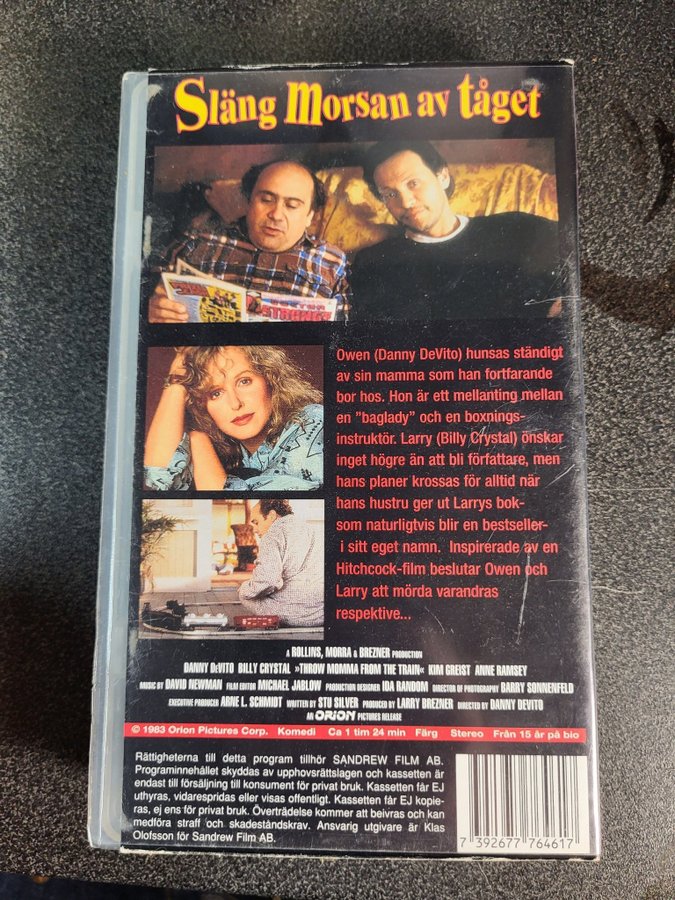 Släng Morsan av tåget
DOCTOR
STRANGE
Owen (Danny DeVito) hunsas ständigt
av sin mamma som han fortfarande
bor hos. Hon är ett mellanting mellan
en "baglady" och en boxnings-
instruktör. Larry (Billy Crystal) önskar
inget högre än att bli författare, men
hans planer krossas för alltid när
hans hustru ger ut Larrys bok-
som naturligtvis blir en bestseller-
i sitt eget namn. Inspirerade av en
Hitchcock-film beslutar Owen och
Larry att mörda varandras
respektive...
A ROLLINS, MORRA & BREZNER PRODUCTION
DANNY DeVITO BILLY CRYSTAL »THROW MOMMA FROM THE TRAIN« KIM GREIST ANNE RAMSEY
MUSIC BY DAVID NEWMAN FILM EDITOR MICHAEL JABLOW PRODUCTION DESIGNER IDA RANDOM DIRECTOR OF PHOTOGRAPHY BARRY SONNENFELD
EXECUTIVE PRODUCER ARNE L. SCHMIDT WRITTEN BY STU SILVER PRODUCED BY LARRY BREZNER DIRECTED BY DANNY DEVITO
AN ORION PICTURES RELEASE
© 1983 Orion Pictures Corp. Komedi Ca 1 tim 24 min Färg Stereo Från 15 år på bio
Rättigheterna till detta program tillhör SANDREW FILM AB.
Programinnehållet skyddas av upphovsrättslagen och kassetten är
endast till försäljning till konsument för privat bruk. Kassetten får EJ
uthyras, vidarespridas eller visas offentligt. Kassetten får EJ kopie-
ras, ej ens för privat bruk. Överträdelse kommer att beivras och kan
medföra straff och skadeståndskrav. Ansvarig utgivare är Klas
Olofsson för Sandrew Film AB.
7 392677 764617